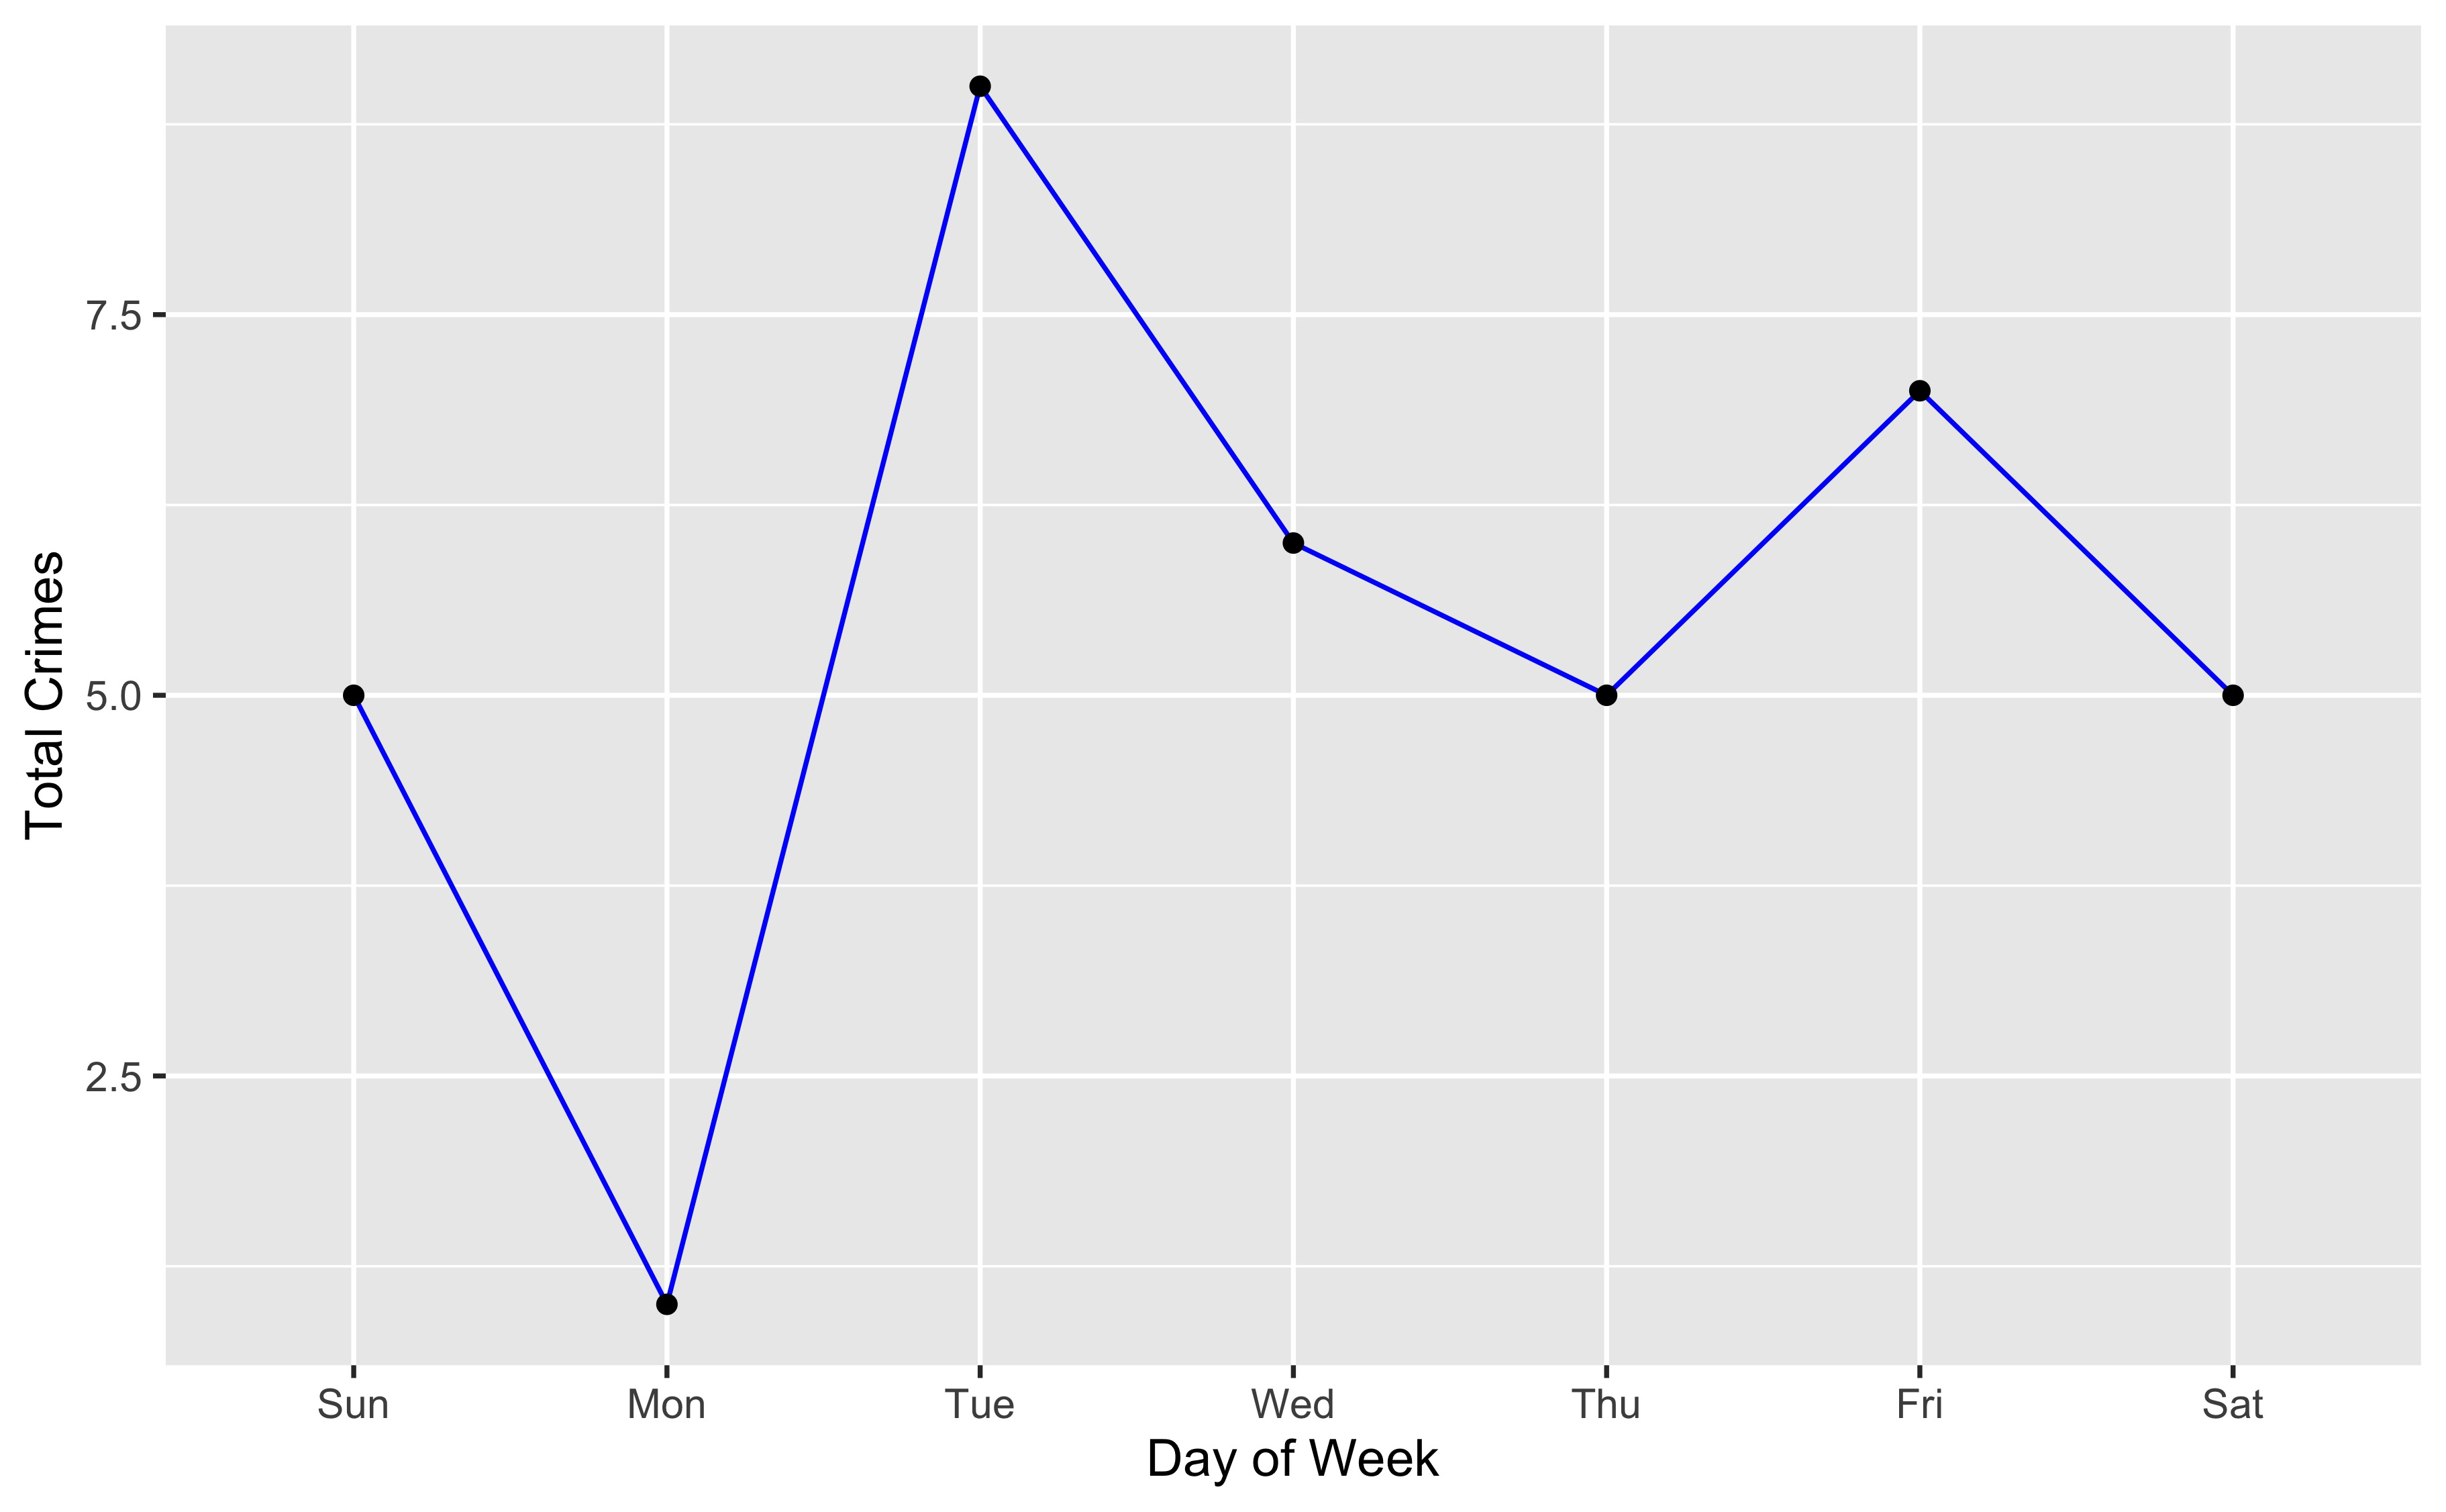 Total Crimes
7.5
5.0
2.5
Sun Mon Tue Wed Thu Fri Sat
Day of Week